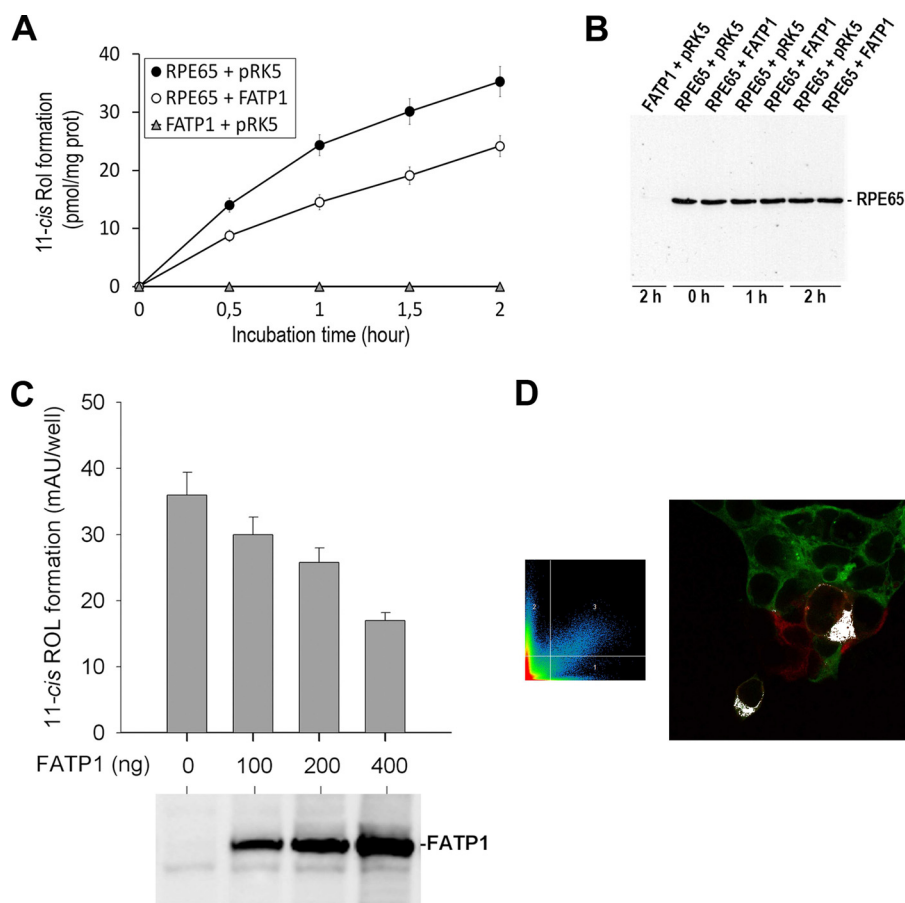 A
40
30
20
10
0
11-cis Rol formation
(pmol/mg prot)
RPE65 + pRK5
RPE65 + FATP1
FATP1 + pRK5
0 0,5 1 1,5 2
Incubation time (hour)
B
FATP1 + pRK5
RPE65 + pRK5
RPE65 + FATP1
RPE65 + pRK5
RPE65 + FATP1
RPE65 + pRK5
RPE65 + FATP1
- RPE65
2 h 0 h 1 h 2 h
C
50
40
30
20
10
0
11-cis ROL formation (mAU/well)
FATP1 (ng) 0 100 200 400
-FATP1
D
2 3
1